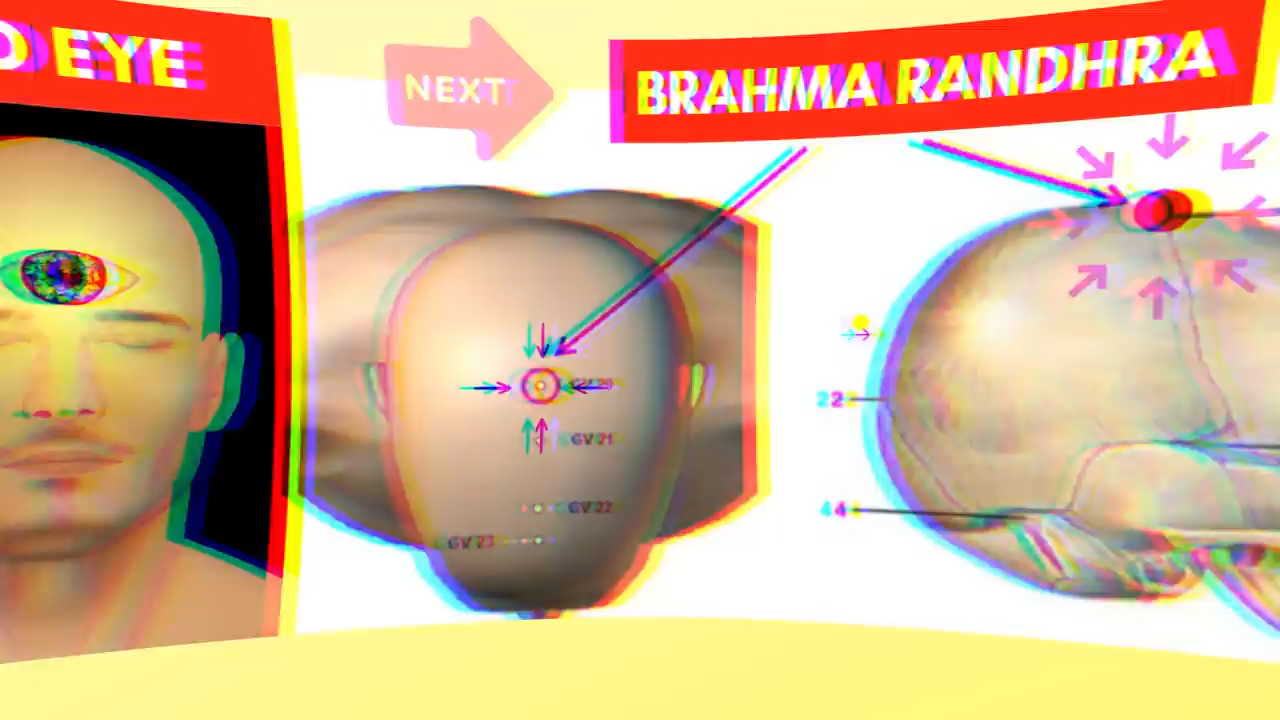 D EYE
NEXT
BRAHMA RANDHRA
GV 20
GV 21
GV 22
GV 23
22
44